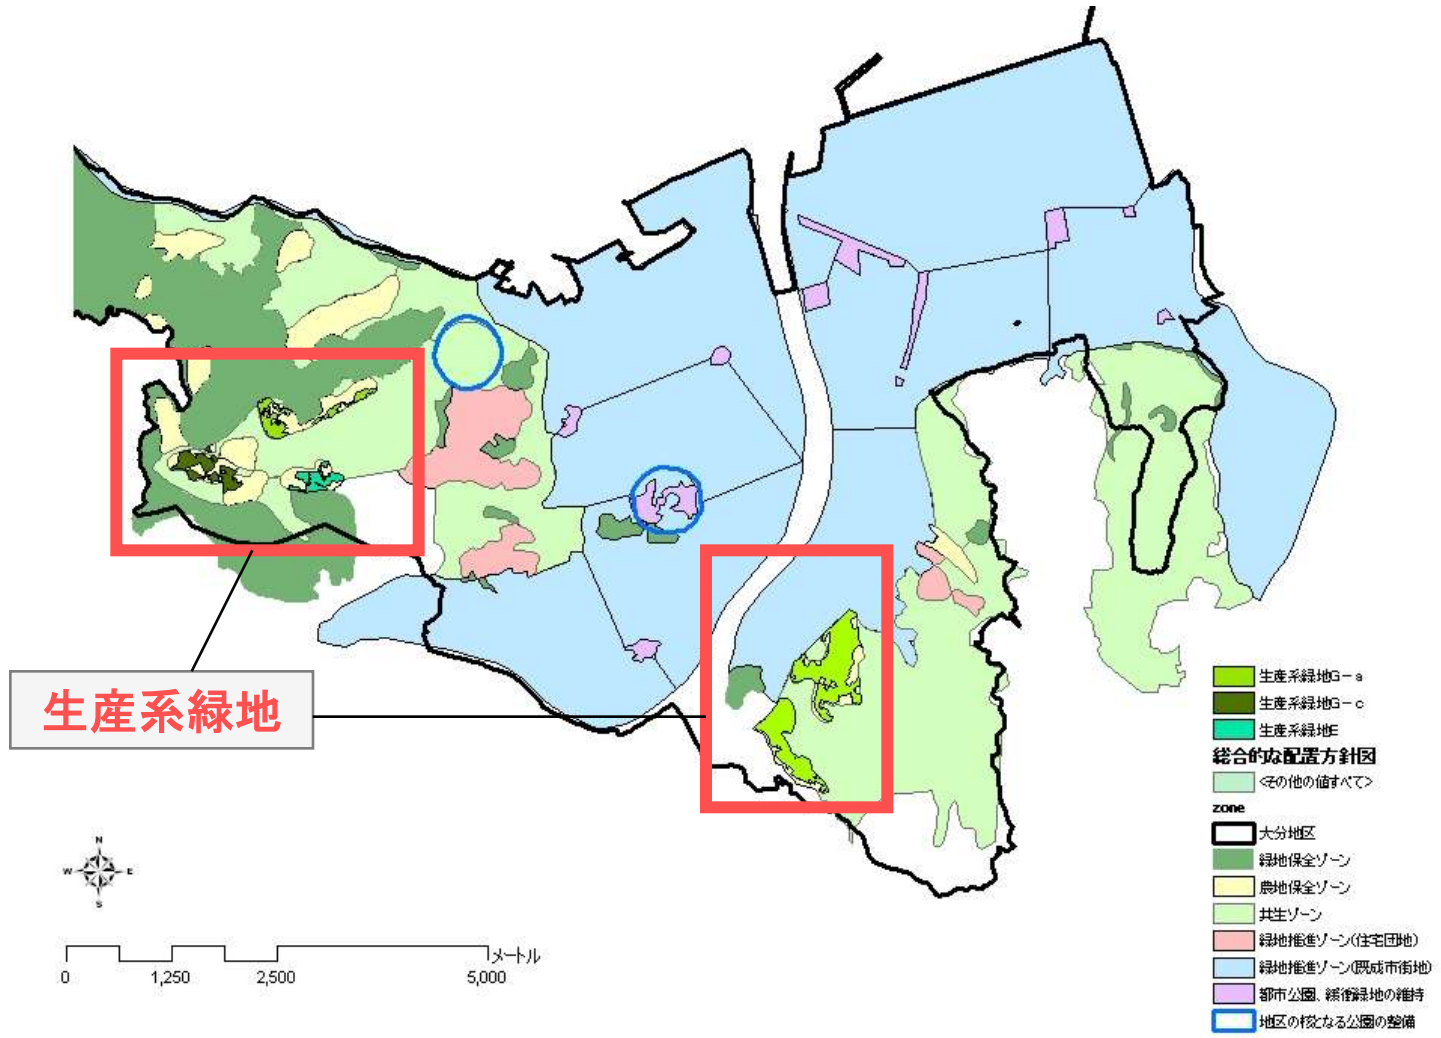 生産系緑地
生産系緑地G－a
生産系緑地G－c
生産系緑地E
総合的な配置方針図
<その他の値すべて>
zone
大分地区
緑地保全ゾーン
農地保全ゾーン
共生ゾーン
緑地推進ゾーン(住宅団地)
緑地推進ゾーン(既成市街地)
都市公園、緩衝緑地の維持
地区の核となる公園の整備
N
W E
S
メートル
0 1,250 2,500 5,000